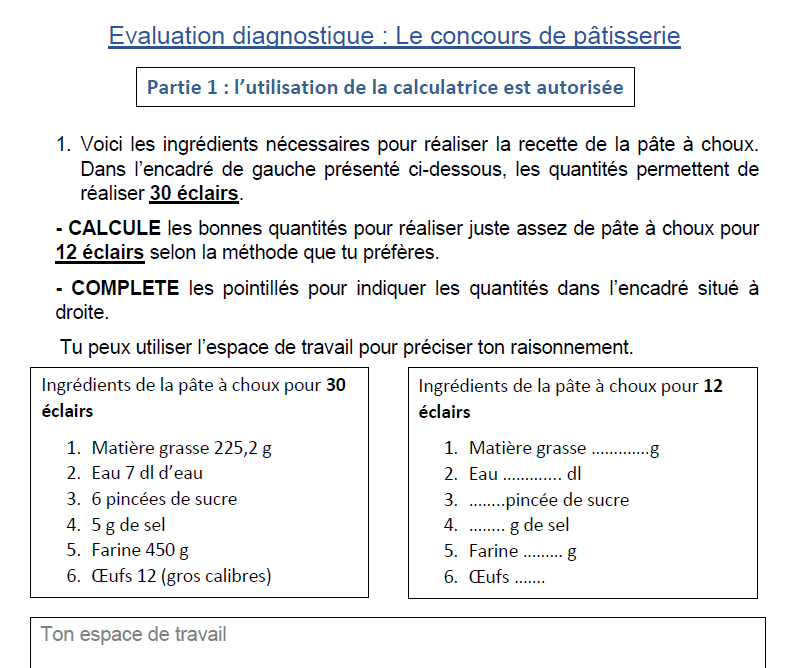 Evaluation diagnostique : Le concours de pâtisserie
Partie 1 : l’utilisation de la calculatrice est autorisée
1. Voici les ingrédients nécessaires pour réaliser la recette de la pâte à choux.
Dans l’encadré de gauche présenté ci-dessous, les quantités permettent de
réaliser 30 éclairs.
- CALCULE les bonnes quantités pour réaliser juste assez de pâte à choux pour
12 éclairs selon la méthode que tu préfères.
- COMPLETE les pointillés pour indiquer les quantités dans l’encadré situé à
droite.
Tu peux utiliser l’espace de travail pour préciser ton raisonnement.
Ingrédients de la pâte à choux pour 30
éclairs
1. Matière grasse 225,2 g
2. Eau 7 dl d’eau
3. 6 pincées de sucre
4. 5 g de sel
5. Farine 450 g
6. Œufs 12 (gros calibres)
Ingrédients de la pâte à choux pour 12
éclairs
1. Matière grasse .............g
2. Eau ............. dl
3. ........pincée de sucre
4. ........ g de sel
5. Farine ......... g
6. Œufs .......
Ton espace de travail